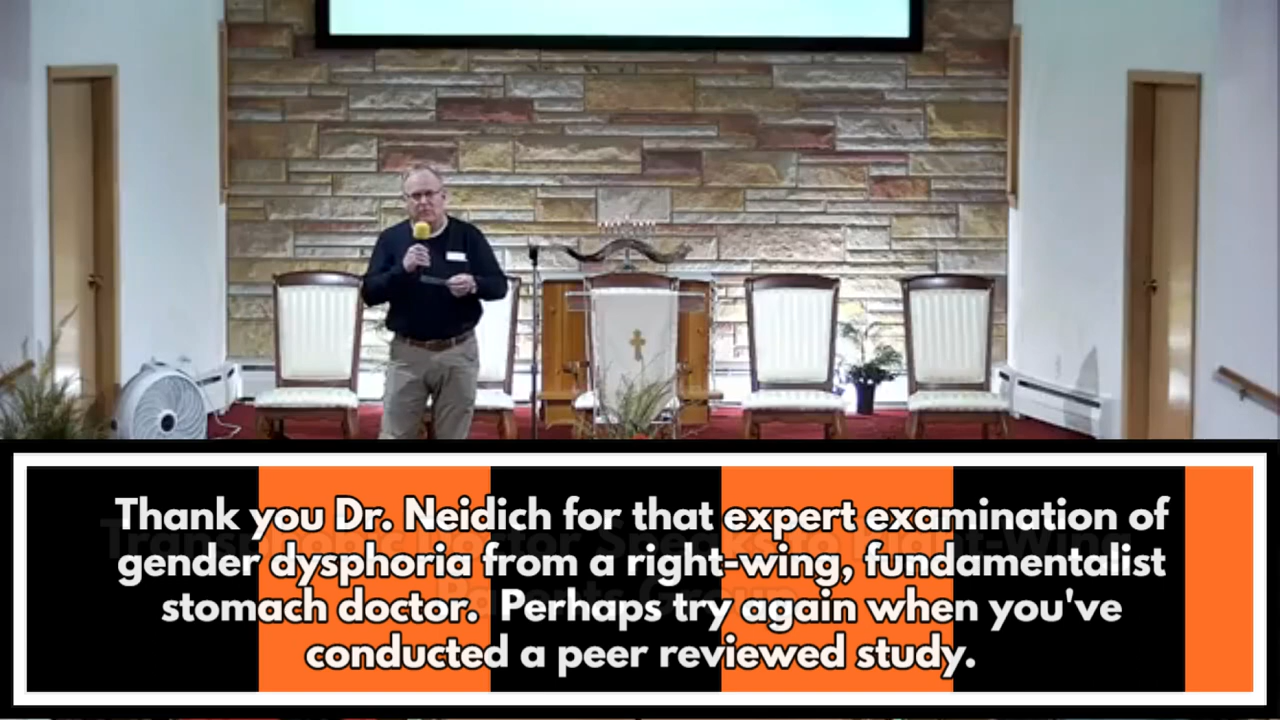 Thank you Dr. Neidich for that expert examination of
gender dysphoria from a right-wing, fundamentalist
stomach doctor.  Perhaps try again when you've
conducted a peer reviewed study.